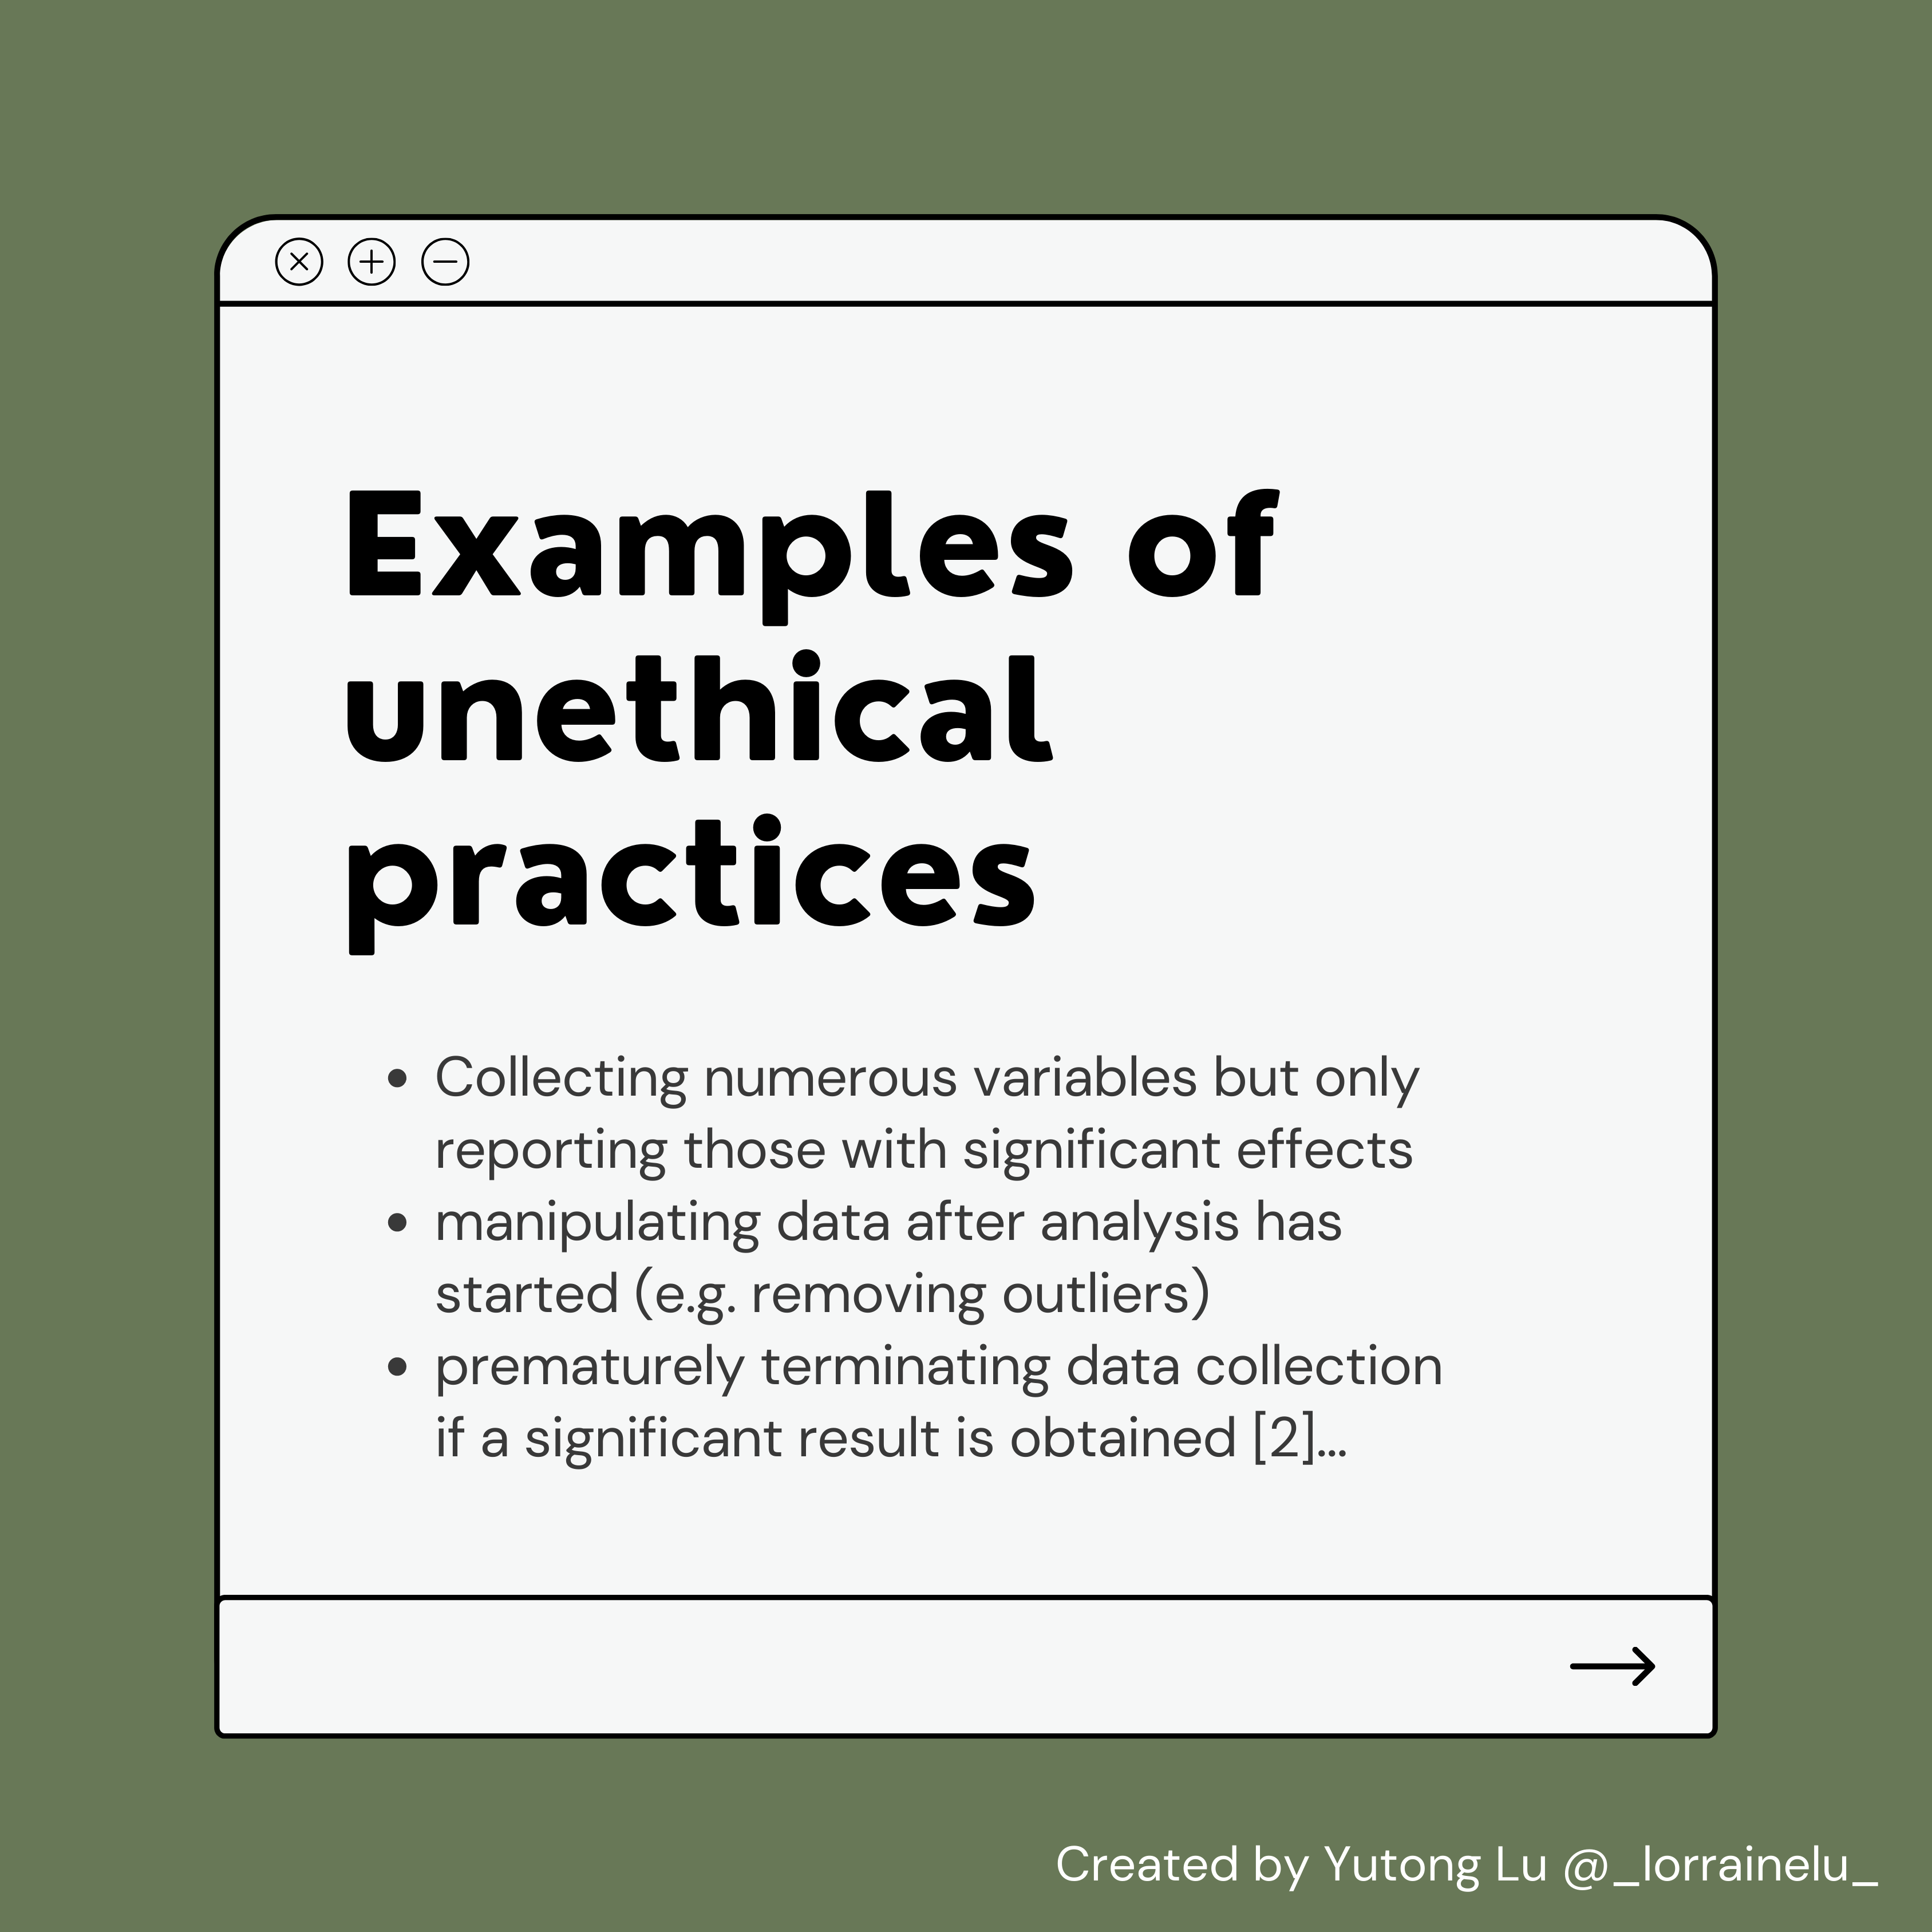 Examples of
unethical
practices
• Collecting numerous variables but only
reporting those with significant effects
• manipulating data after analysis has
started (e.g. removing outliers)
• prematurely terminating data collection
if a significant result is obtained [2]...
Created by Yutong Lu @_lorrainelu_